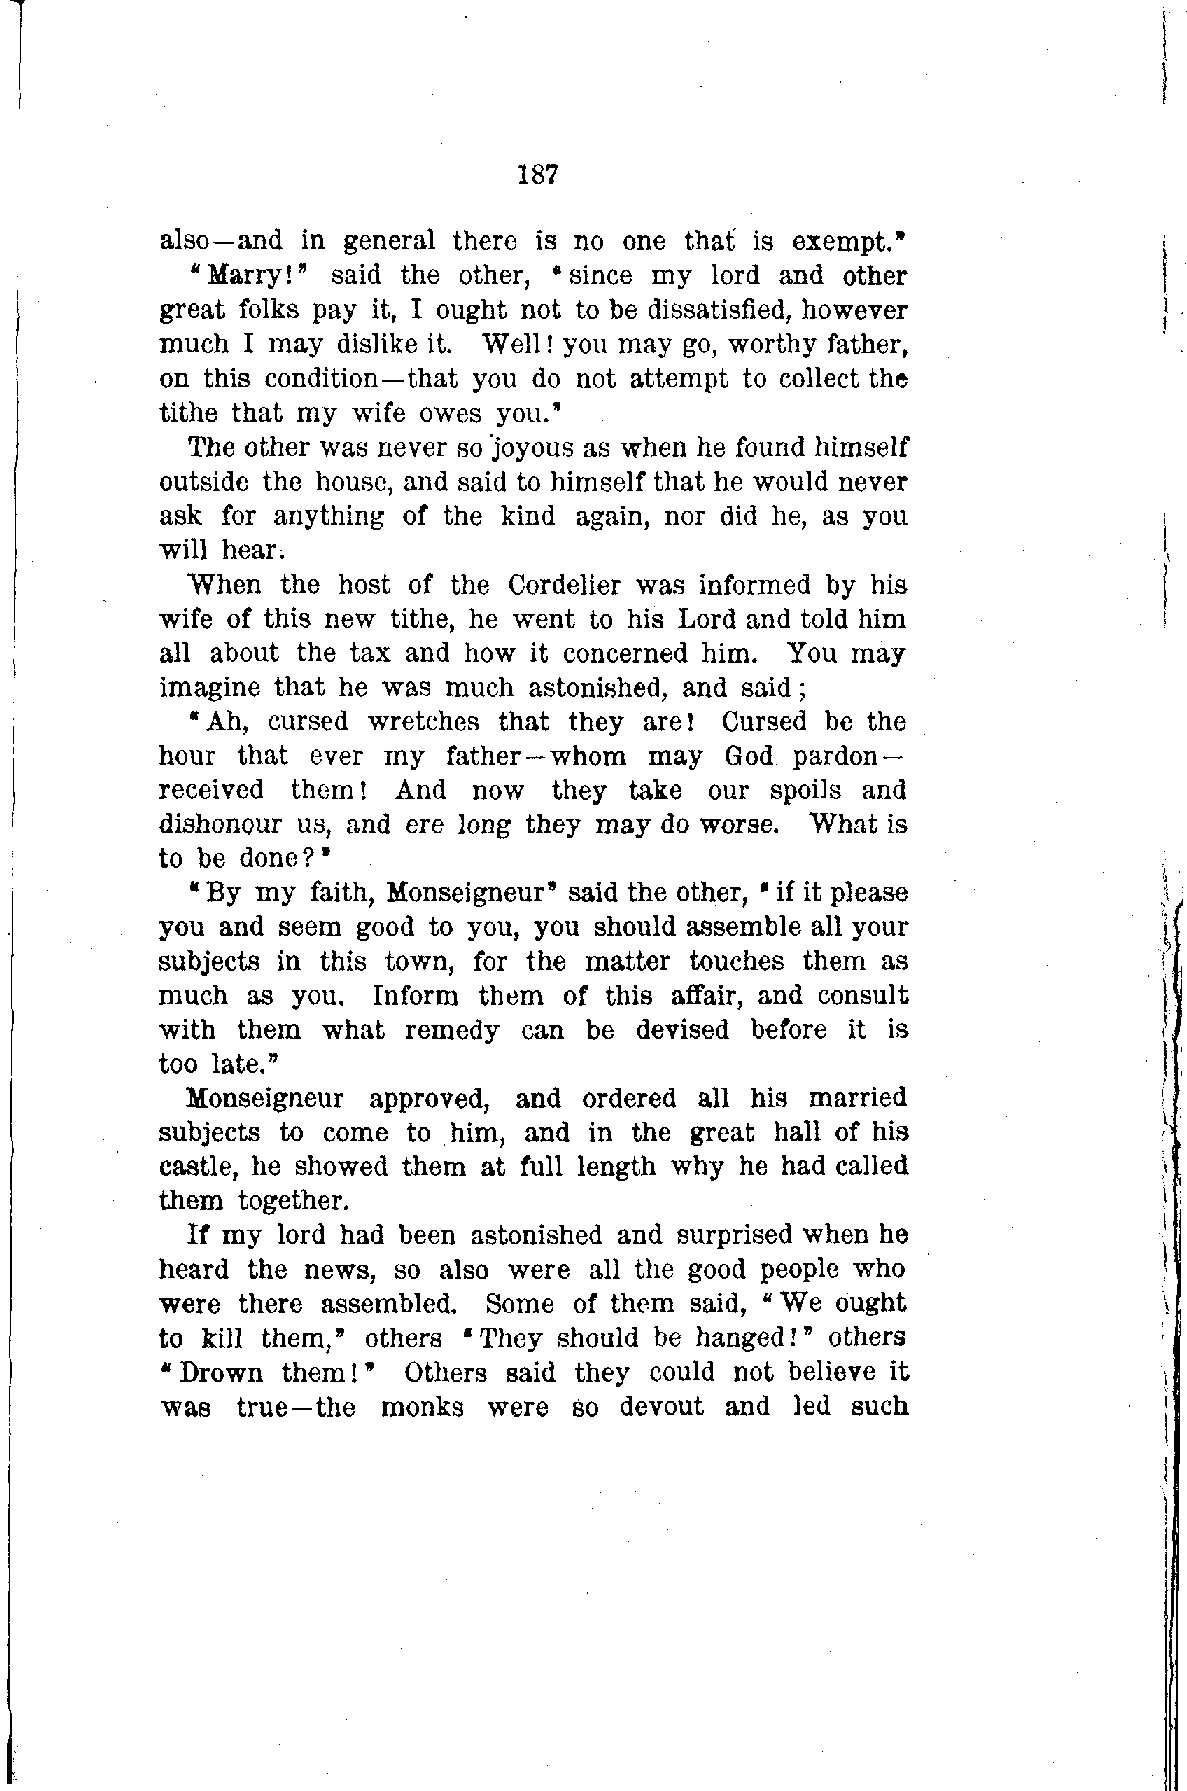 187
also—and in general there is no one that is exempt."
"Marry!" said the other, "since my lord and other
great folks pay it, I ought not to be dissatisfied, however
much I may dislike it. Well! you may go, worthy father,
on this condition—that you do not attempt to collect the
tithe that my wife owes you."
The other was never so joyous as when he found himself
outside the house, and said to himself that he would never
ask for anything of the kind again, nor did he, as you
will hear.
When the host of the Cordelier was informed by his
wife of this new tithe, he went to his Lord and told him
all about the tax and how it concerned him. You may
imagine that he was much astonished, and said;
"Ah, cursed wretches that they are! Cursed be the
hour that ever my father—whom may God pardon—
received them! And now they take our spoils and
dishonour us, and ere long they may do worse. What is
to be done?"
"By my faith, Monseigneur" said the other, "if it please
you and seem good to you, you should assemble all your
subjects in this town, for the matter touches them as
much as you. Inform them of this affair, and consult
with them what remedy can be devised before it is
too late."
Monseigneur approved, and ordered all his married
subjects to come to him, and in the great hall of his
castle, he showed them at full length why he had called
them together.
If my lord had been astonished and surprised when he
heard the news, so also were all the good people who
were there assembled. Some of them said, "We ought
to kill them," others "They should be hanged!" others
"Drown them!" Others said they could not believe it
was true—the monks were so devout and led such